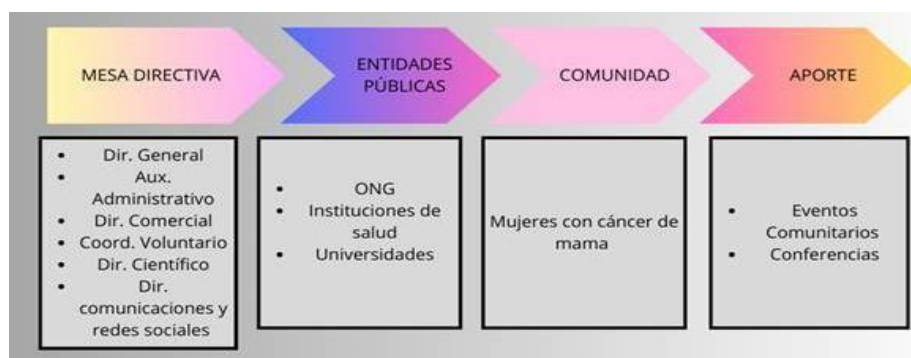 MESA DIRECTIVA
ENTIDADES
PÚBLICAS
COMUNIDAD
APORTE
• Dir. General
• Aux.
Administrativo
• Dir. Comercial
• Coord. Voluntario
• Dir. Científico
• Dir.
comunicaciones y
redes sociales
• ONG
• Instituciones de
salud
• Universidades
Mujeres con cáncer de
mama
• Eventos
Comunitarios
• Conferencias